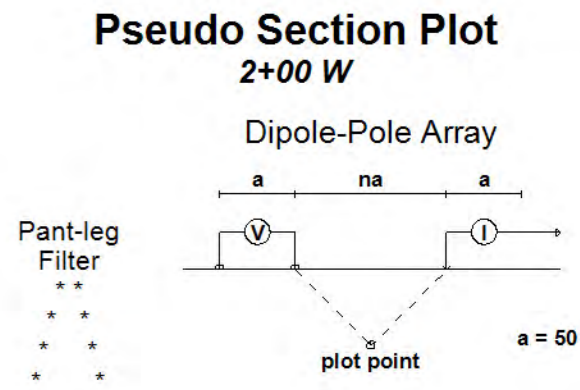 Pseudo Section Plot
2+00 W
Dipole-Pole Array
a na a
V I
Pant-leg
Filter
* *
* *
* *
* *
a = 50
plot point